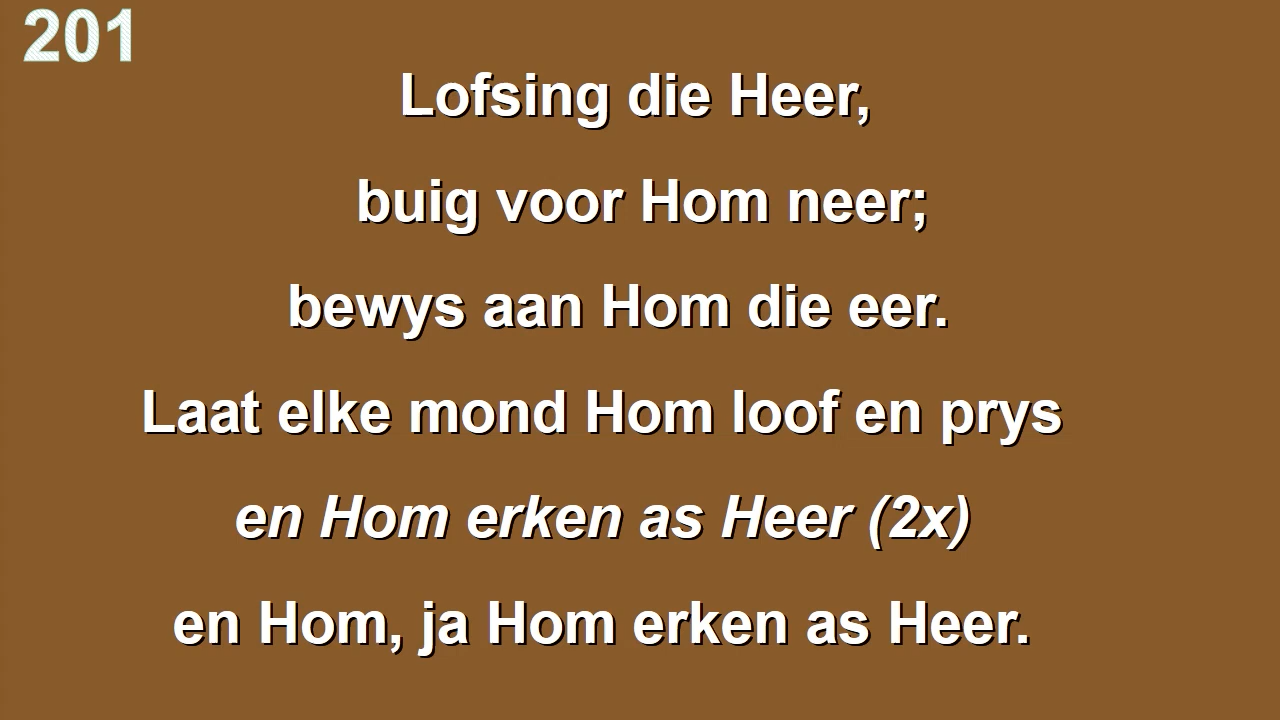 201
Lofsing die Heer,
buig voor Hom neer;
bewys aan Hom die eer.
Laat elke mond Hom loof en prys
en Hom erken as Heer (2x)
en Hom, ja Hom erken as Heer.